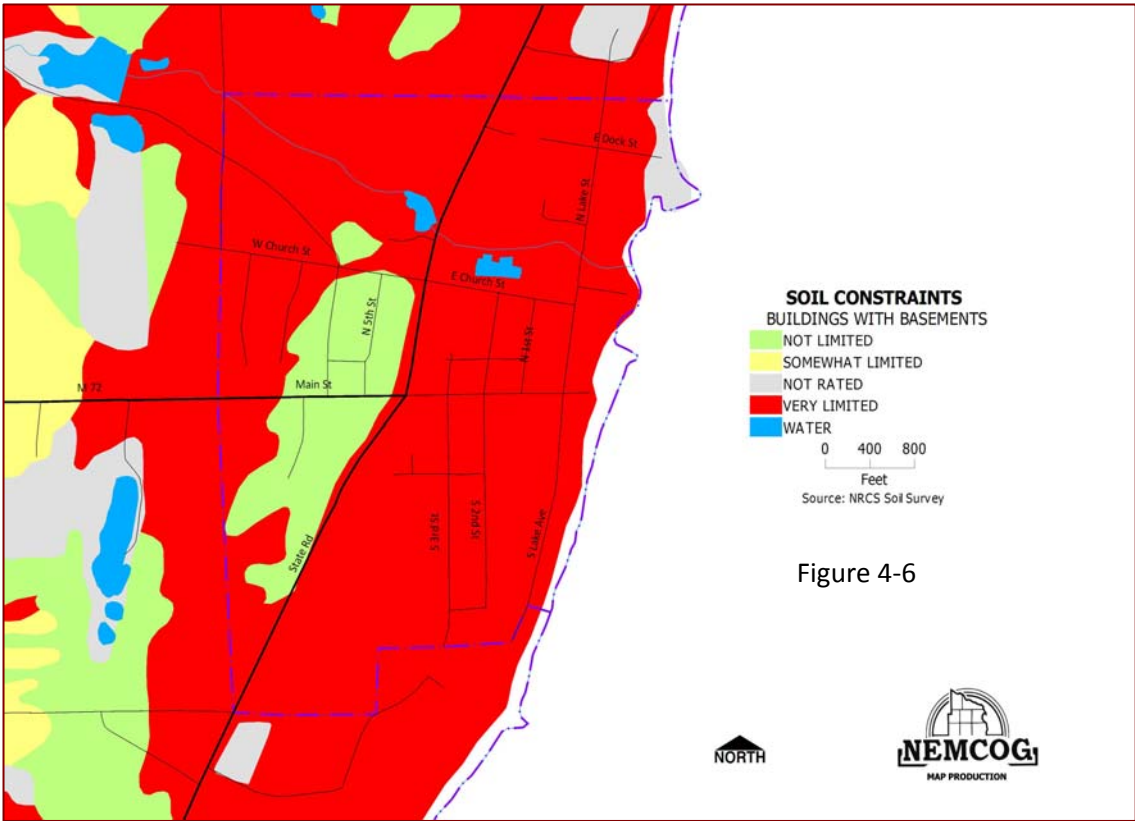 E Dock St
N Lake St
W Church St
E Church St
N 5th St
N 1st St
M 72
Main St
S 3rd St
S 2nd St
S Lake Ave
State Rd
SOIL CONSTRAINTS
BUILDINGS WITH BASEMENTS
NOT LIMITED
SOMEWHAT LIMITED
NOT RATED
VERY LIMITED
WATER
0 400 800
Feet
Source: NRCS Soil Survey
Figure 4-6
NORTH
NEMCOG
MAP PRODUCTION